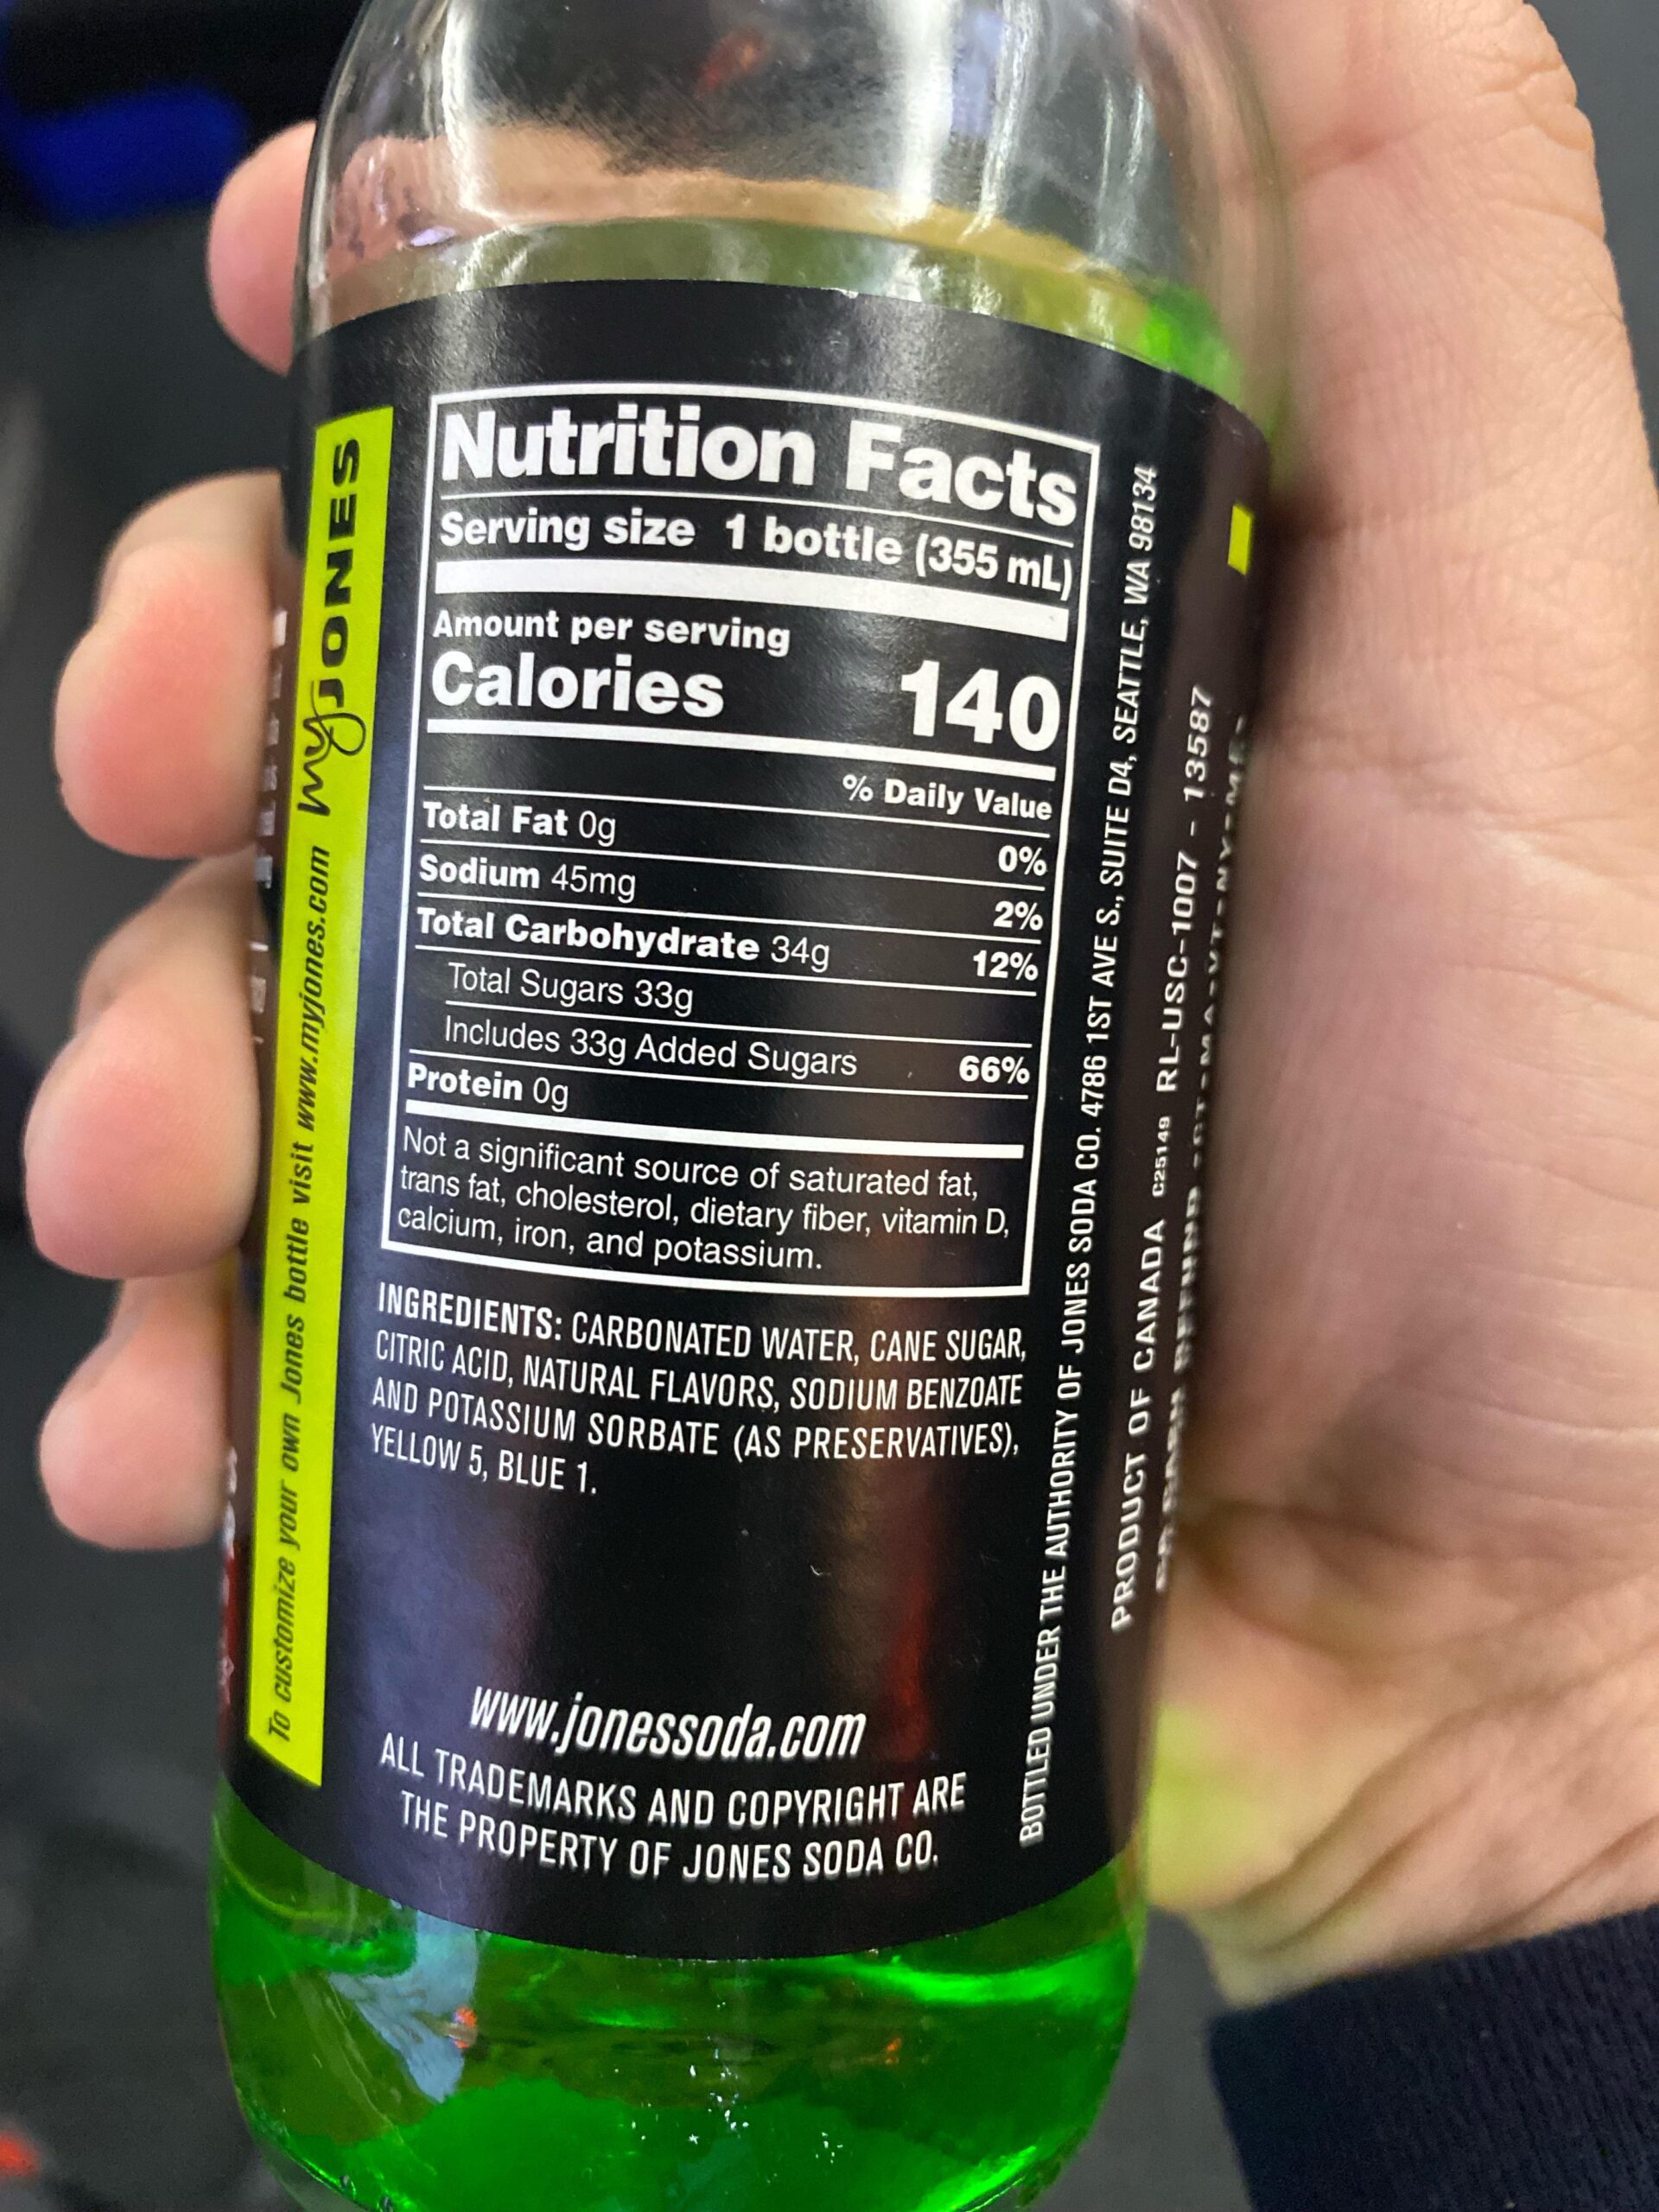 To customize your own Jones bottle visit www.myjones.com my JONES
Nutrition Facts
Serving size 1 bottle (355 mL)
Amount per serving
Calories 140
% Daily Value
Total Fat 0g 0%
Sodium 45mg 2%
Total Carbohydrate 34g 12%
Total Sugars 33g
Includes 33g Added Sugars 66%
Protein 0g
Not a significant source of saturated fat,
trans fat, cholesterol, dietary fiber, vitamin D,
calcium, iron, and potassium.
INGREDIENTS: CARBONATED WATER, CANE SUGAR,
CITRIC ACID, NATURAL FLAVORS, SODIUM BENZOATE
AND POTASSIUM SORBATE (AS PRESERVATIVES),
YELLOW 5, BLUE 1.
www.jonessoda.com
ALL TRADEMARKS AND COPYRIGHT ARE
THE PROPERTY OF JONES SODA CO.
BOTTLED UNDER THE AUTHORITY OF JONES SODA CO. 4786 1ST AVE S., SUITE D4, SEATTLE, WA 98134
PRODUCT OF CANADA C25149 RL-USC-1007 - 13587